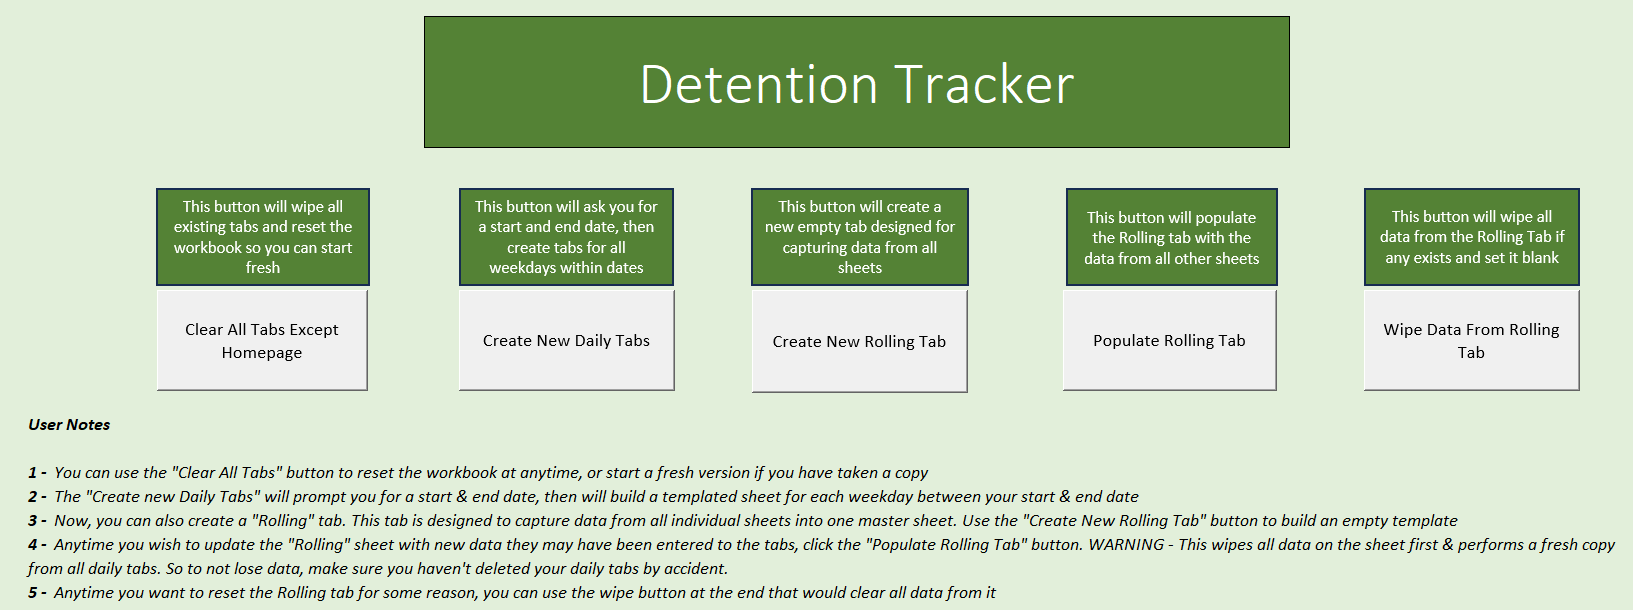 Detention Tracker
This button will wipe all
existing tabs and reset the
workbook so you can start
fresh
This button will ask you for
a start and end date, then
create tabs for all
weekdays within dates
This button will create a
new empty tab designed for
capturing data from all
sheets
This button will populate
the Rolling tab with the
data from all other sheets
This button will wipe all
data from the Rolling Tab if
any exists and set it blank
Clear All Tabs Except
Homepage
Create New Daily Tabs
Create New Rolling Tab
Populate Rolling Tab
Wipe Data From Rolling
Tab
User Notes
1 - You can use the "Clear All Tabs" button to reset the workbook at anytime, or start a fresh version if you have taken a copy
2 - The "Create new Daily Tabs" will prompt you for a start & end date, then will build a templated sheet for each weekday between your start & end date
3 - Now, you can also create a "Rolling" tab. This tab is designed to capture data from all individual sheets into one master sheet. Use the "Create New Rolling Tab" button to build an empty template
4 - Anytime you wish to update the "Rolling" sheet with new data they may have been entered to the tabs, click the "Populate Rolling Tab" button. WARNING - This wipes all data on the sheet first & performs a fresh copy
from all daily tabs. So to not lose data, make sure you haven't deleted your daily tabs by accident.
5 - Anytime you want to reset the Rolling tab for some reason, you can use the wipe button at the end that would clear all data from it